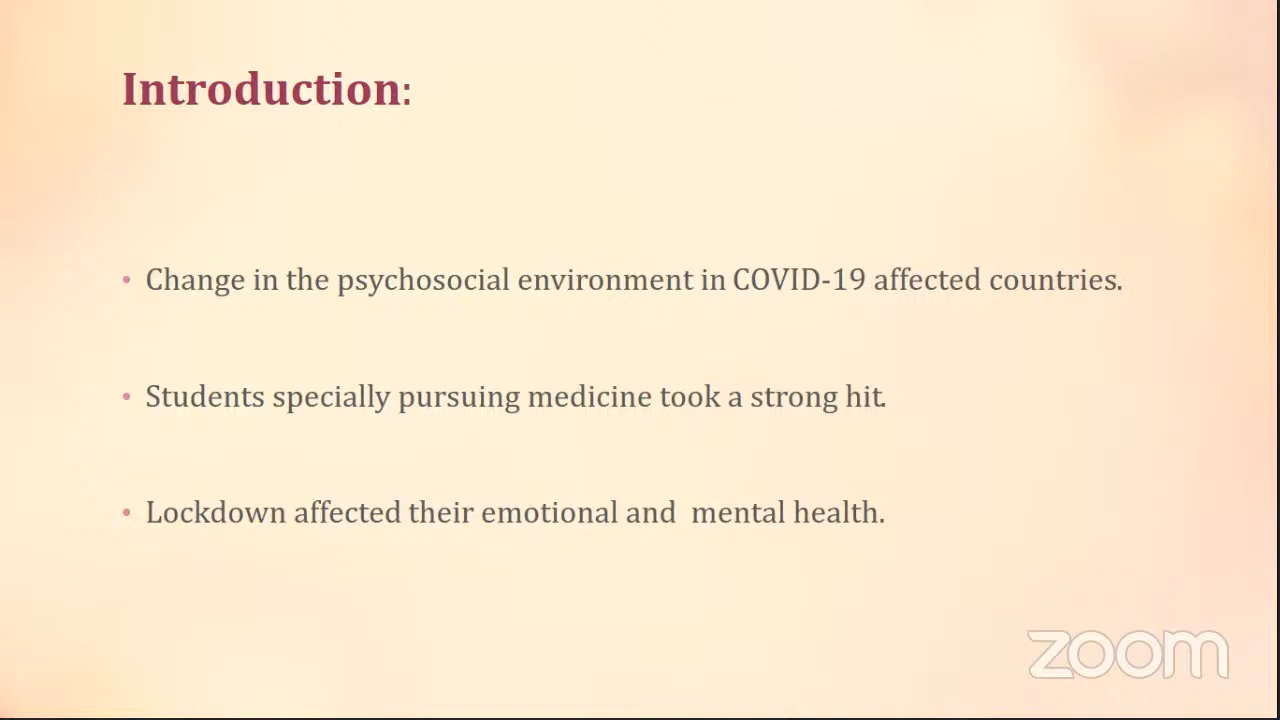 Introduction:
• Change in the psychosocial environment in COVID-19 affected countries.
• Students specially pursuing medicine took a strong hit.
• Lockdown affected their emotional and  mental health.
zoom